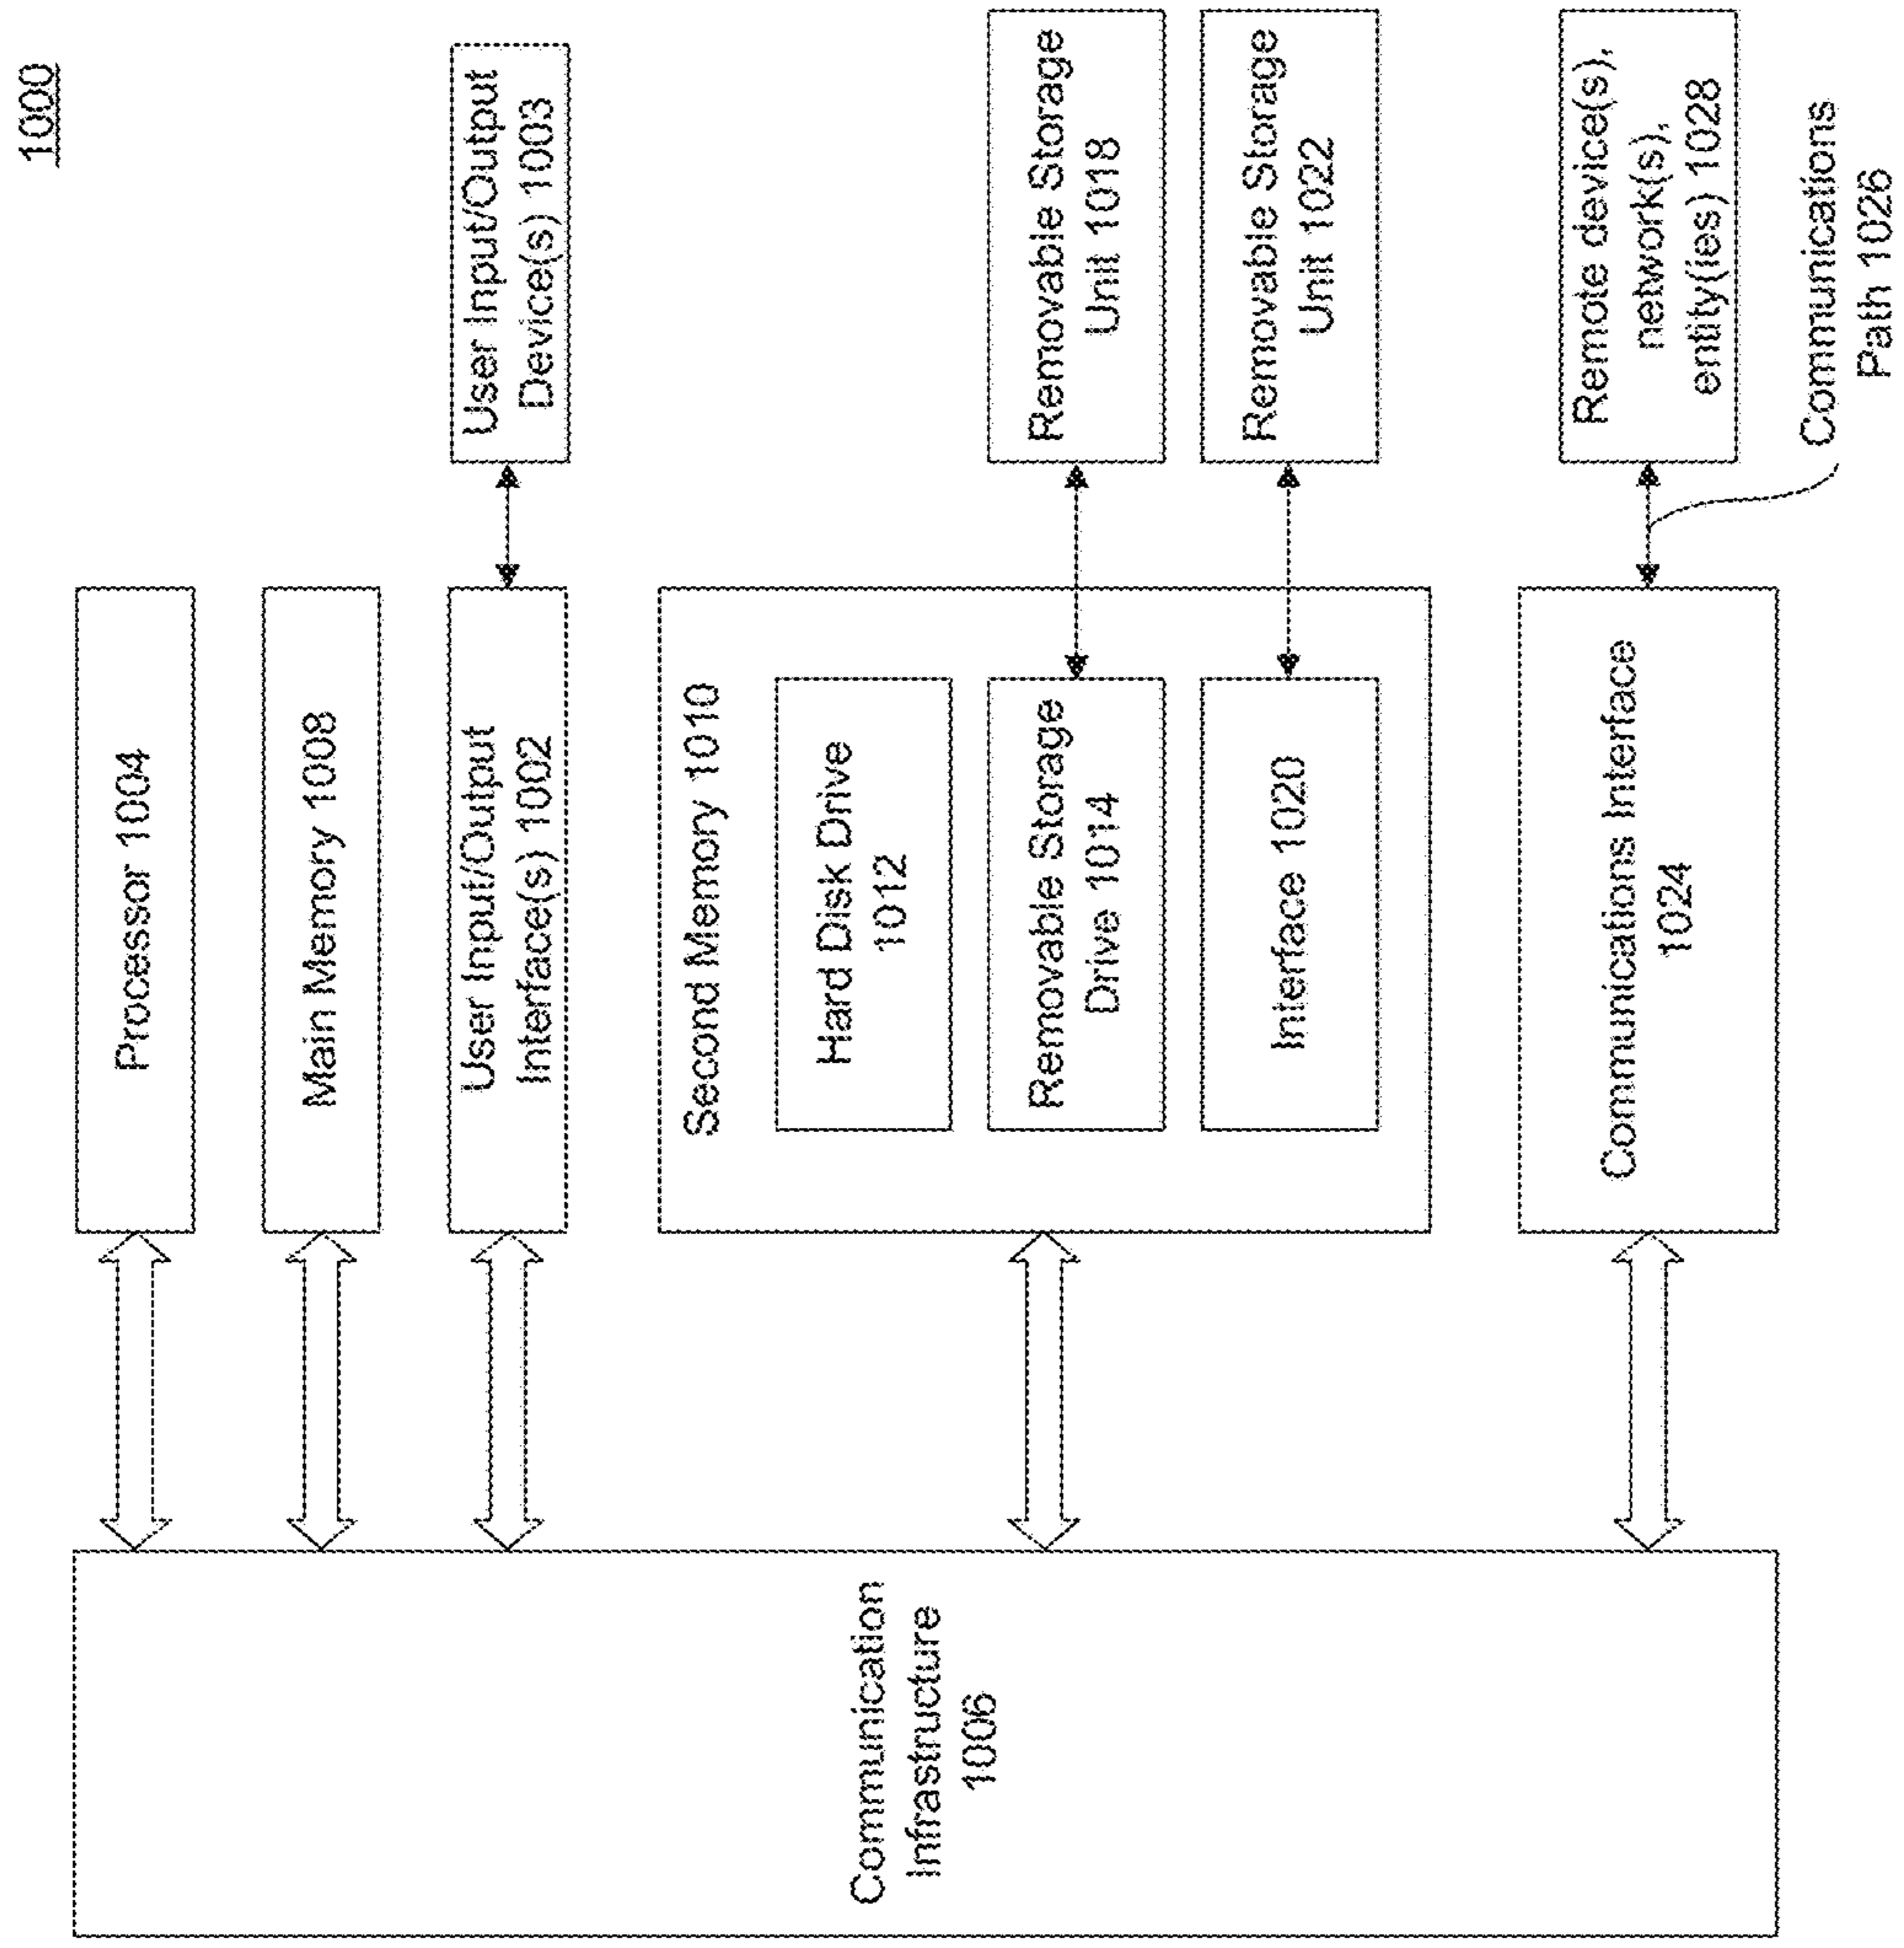 1000
Processor 1004
Main Memory 1008
User Input/Output
Interface(s) 1002
User Input/Output
Device(s) 1003
Communication
Infrastructure
1006
Second Memory 1010
Hard Disk Drive
1012
Removable Storage
Drive 1014
Removable Storage
Unit 1018
Interface 1020
Removable Storage
Unit 1022
Communications Interface
1024
Remote device(s),
network(s),
entity(ies) 1028
Communications
Path 1026